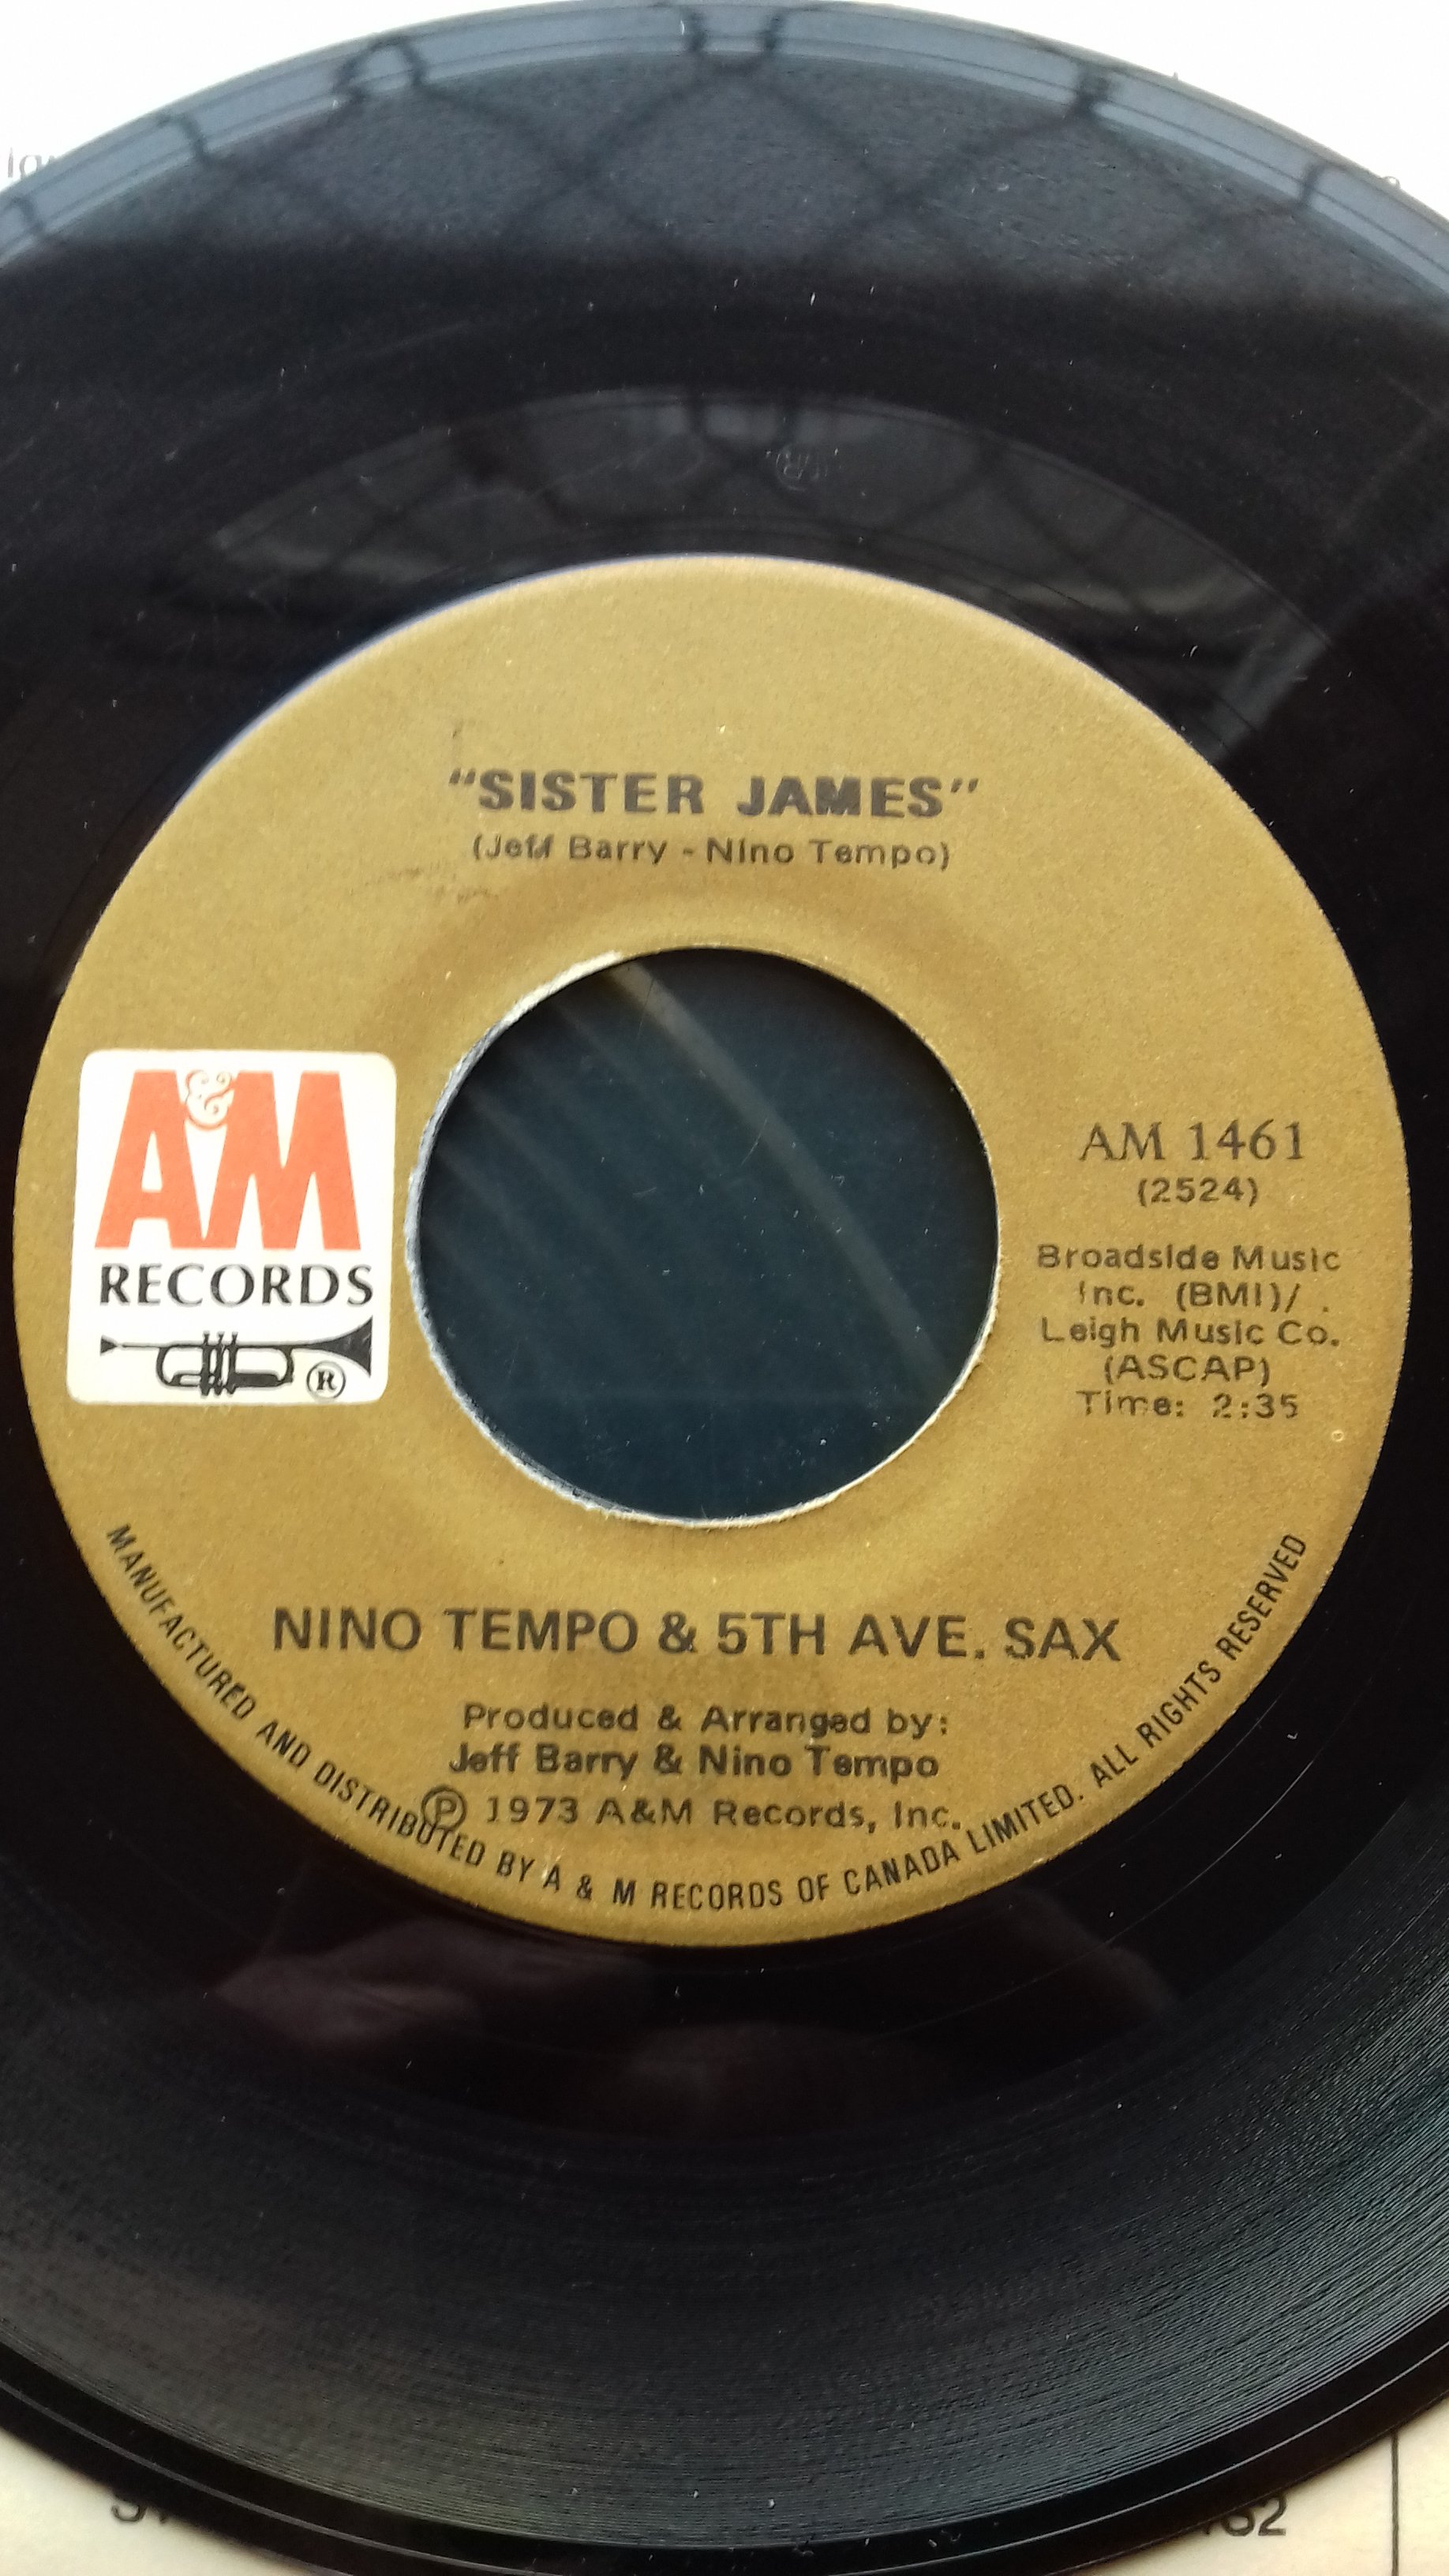 "SISTER JAMES"
(Jeff Barry - Nino Tempo)
A&M
RECORDS
®
AM 1461
(2524)
Broadside Music
Inc. (BMI)/
Leigh Music Co.
(ASCAP)
Time: 2:35
NINO TEMPO & 5TH AVE. SAX
Produced & Arranged by:
Jeff Barry & Nino Tempo
Ⓟ 1973 A&M Records, Inc.
MANUFACTURED AND DISTRIBUTED BY A & M RECORDS OF CANADA LIMITED. ALL RIGHTS RESERVED